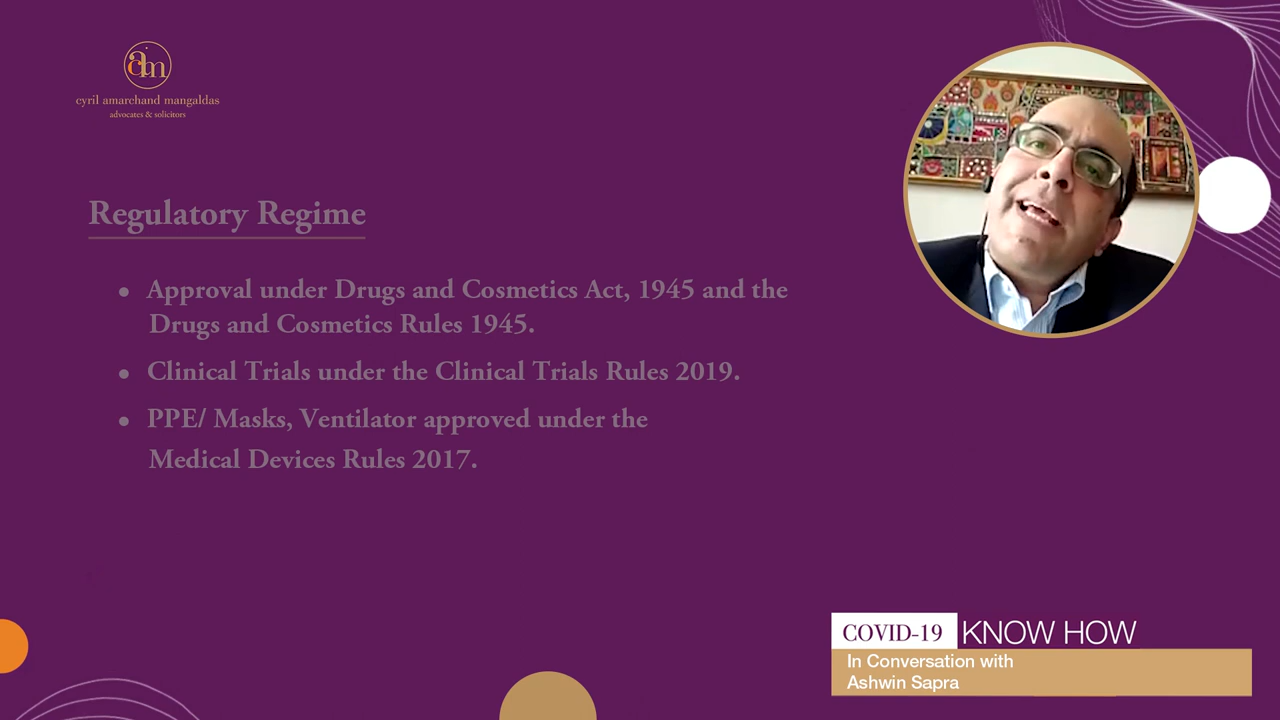 acm
cyril amarchand mangaldas
advocates & solicitors
Regulatory Regime
• Approval under Drugs and Cosmetics Act, 1945 and the
Drugs and Cosmetics Rules 1945.
• Clinical Trials under the Clinical Trials Rules 2019.
• PPE/ Masks, Ventilator approved under the
Medical Devices Rules 2017.
COVID-19 KNOW HOW
In Conversation with
Ashwin Sapra